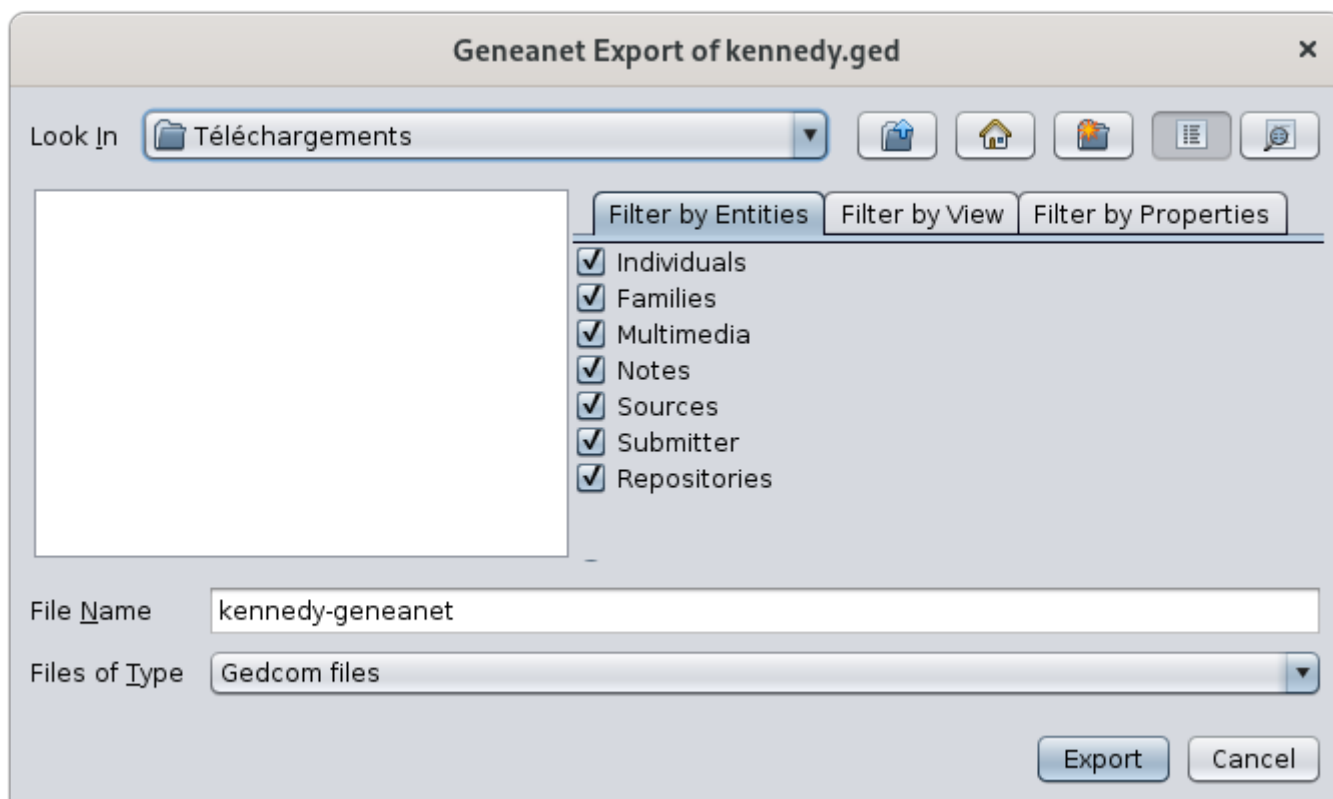 Geneanet Export of kennedy.ged
Look In Téléchargements
Filter by Entities Filter by View Filter by Properties
Individuals
Families
Multimedia
Notes
Sources
Submitter
Repositories
File Name kennedy-geneanet
Files of Type Gedcom files
Export Cancel